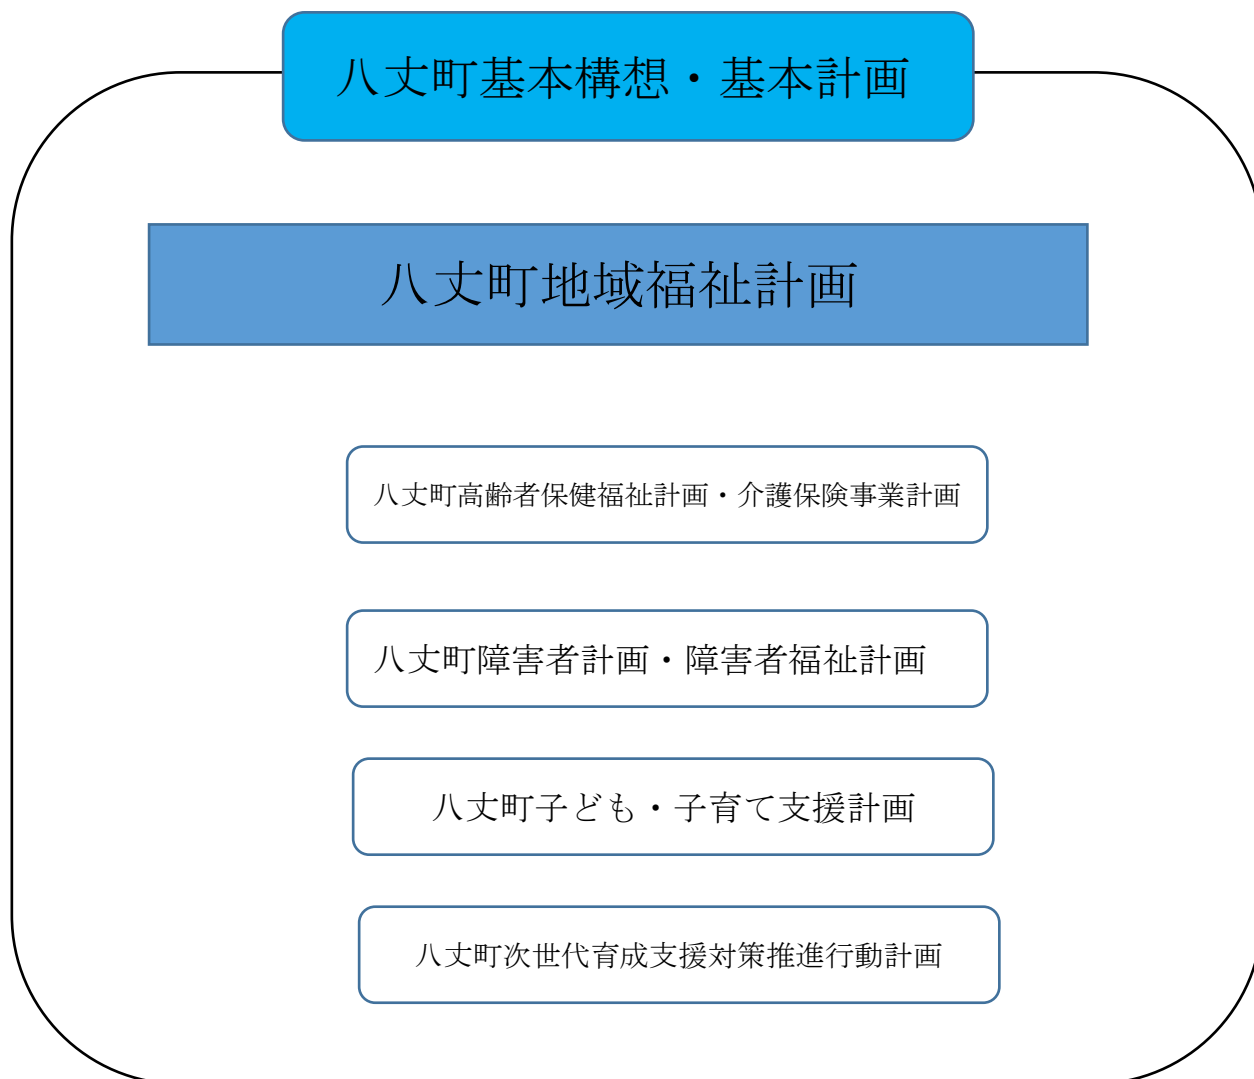 八丈町基本構想・基本計画
八丈町地域福祉計画
八丈町高齢者保健福祉計画・介護保険事業計画
八丈町障害者計画・障害者福祉計画
八丈町子ども・子育て支援計画
八丈町次世代育成支援対策推進行動計画